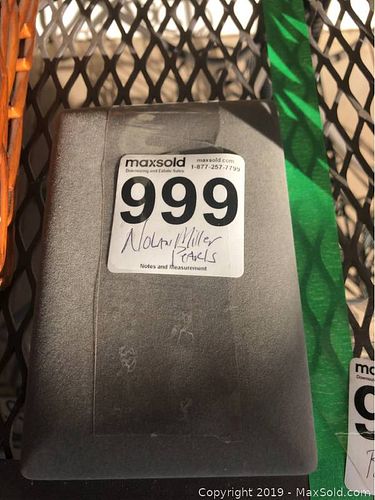 maxsold
maxsold.com
Downsizing and Estate Sales
1-877-257-7799
999
Nolan Miller
Pearls
Notes and Measurement
Copyright © 2019 - MaxSold.com